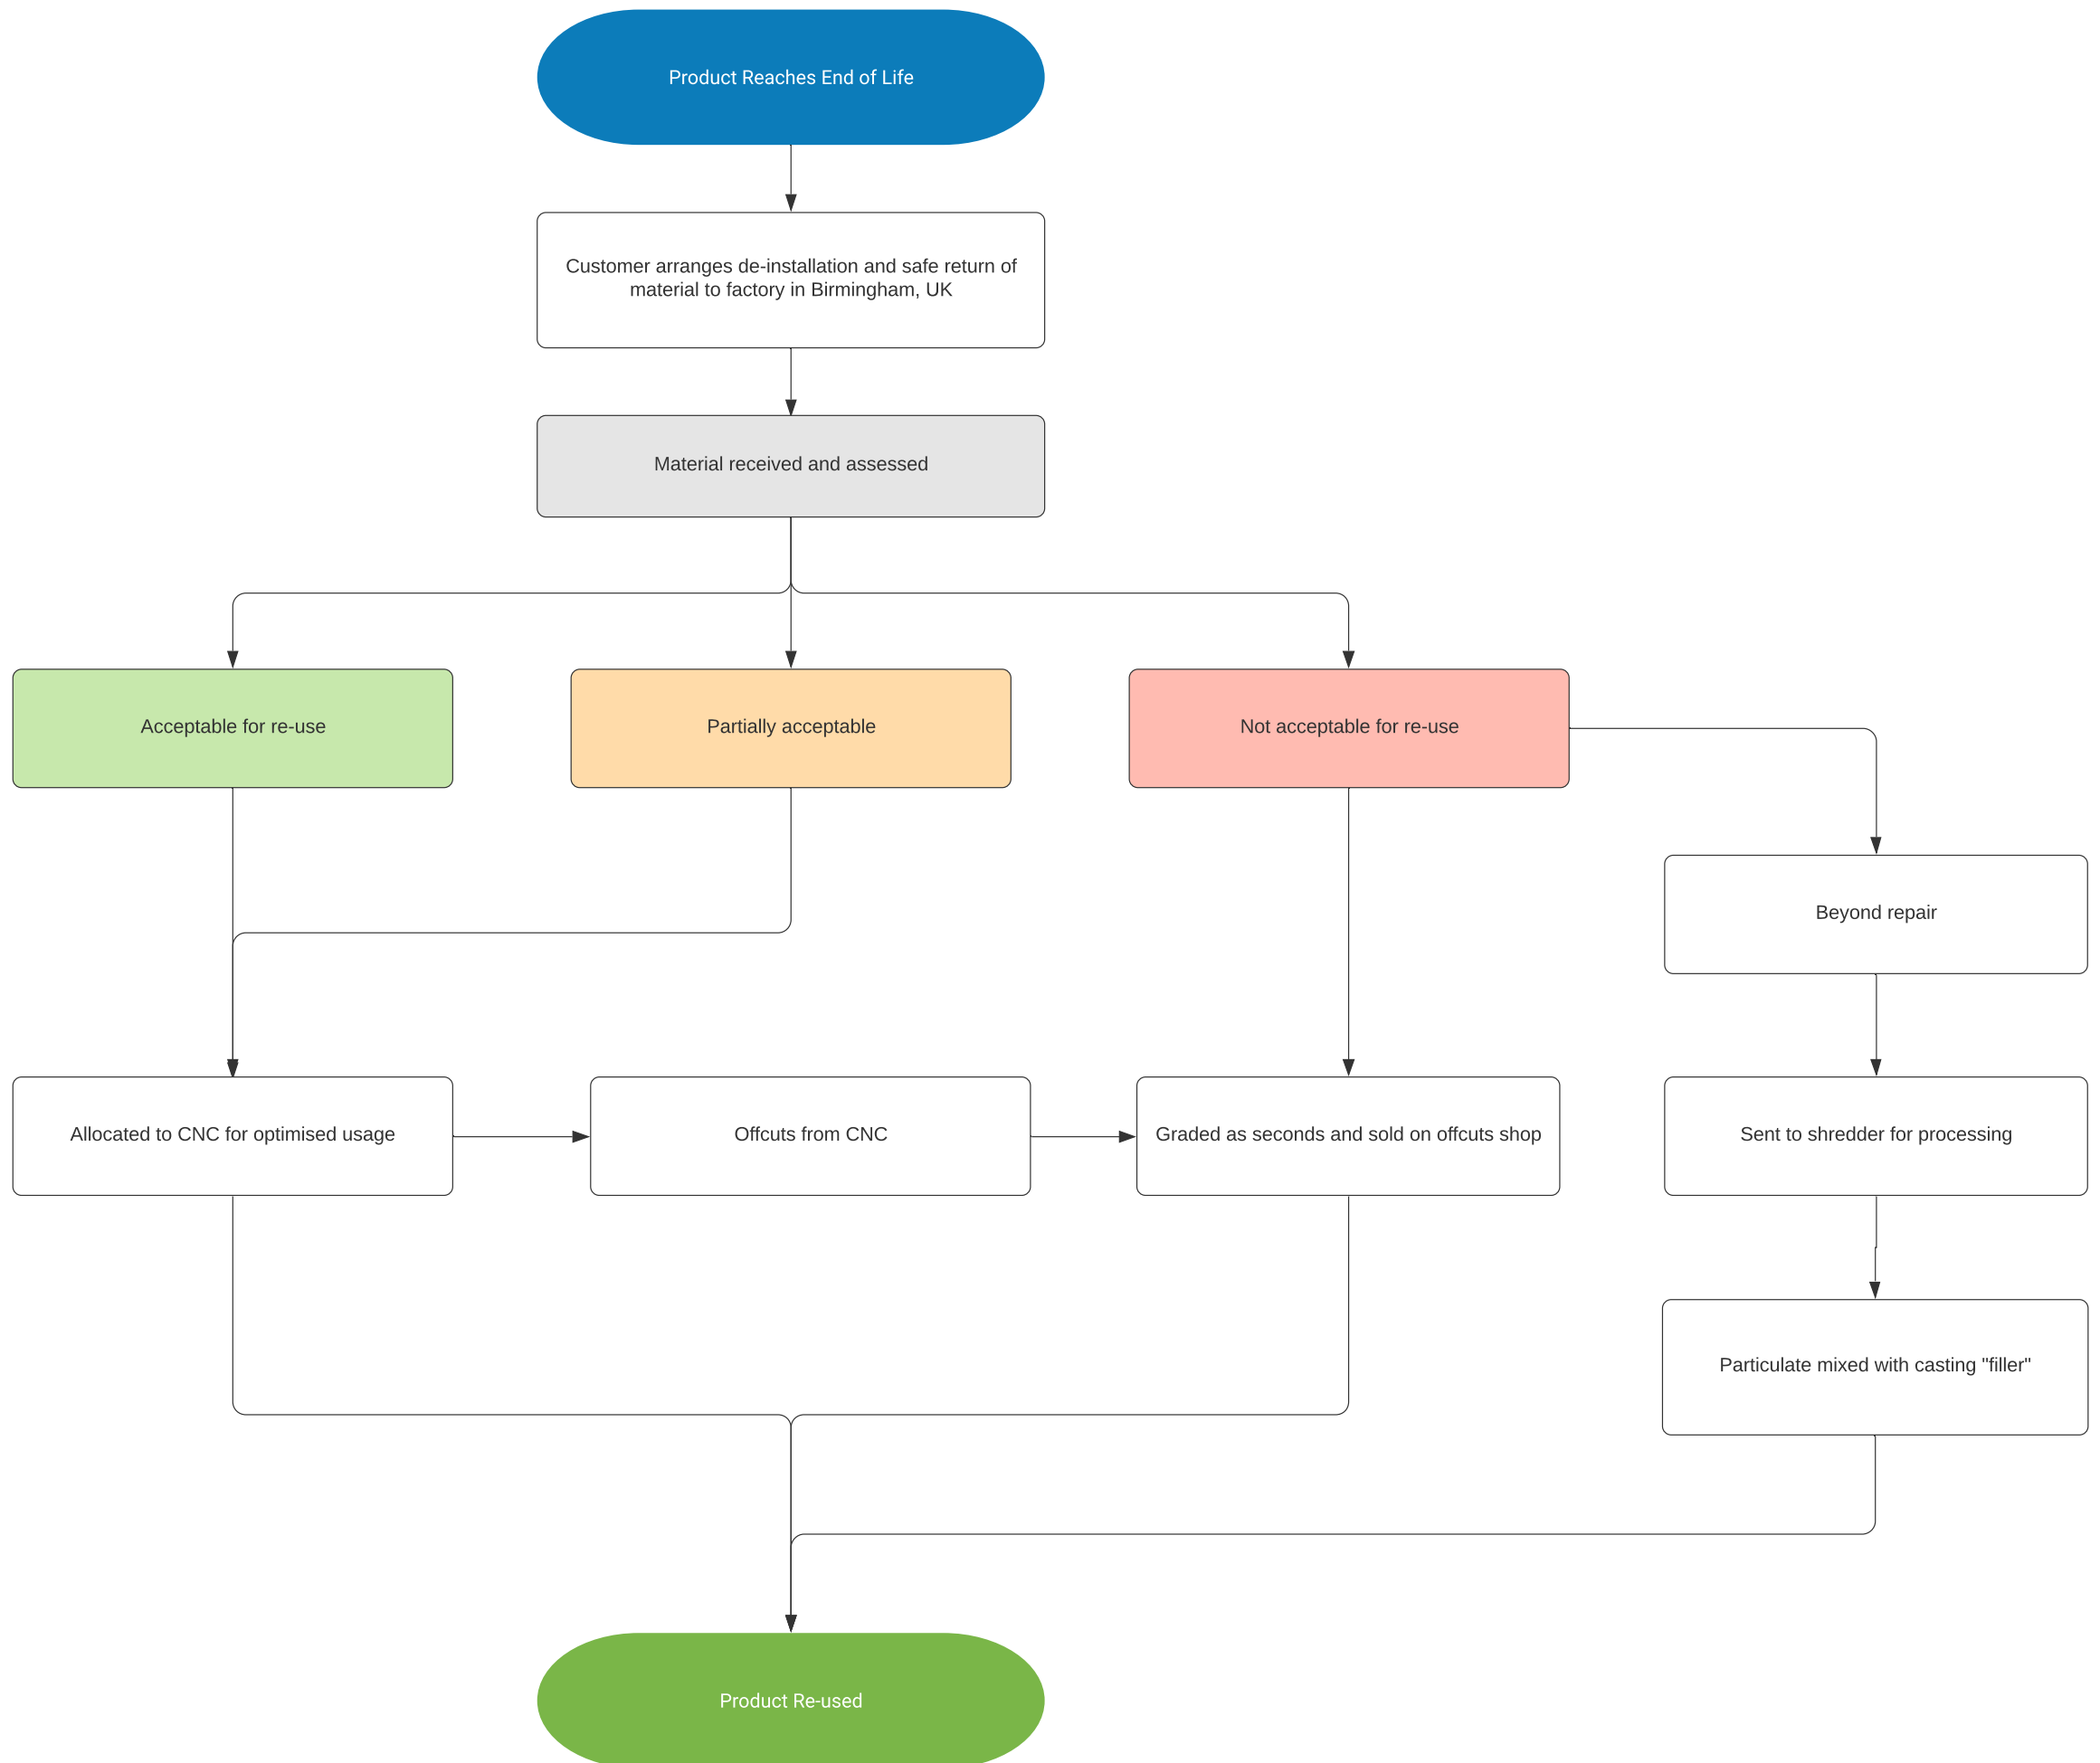 Product Reaches End of Life
Customer arranges de-installation and safe return of
material to factory in Birmingham, UK
Material received and assessed
Acceptable for re-use
Partially acceptable
Not acceptable for re-use
Beyond repair
Allocated to CNC for optimised usage
Offcuts from CNC
Graded as seconds and sold on offcuts shop
Sent to shredder for processing
Particulate mixed with casting "filler"
Product Re-used